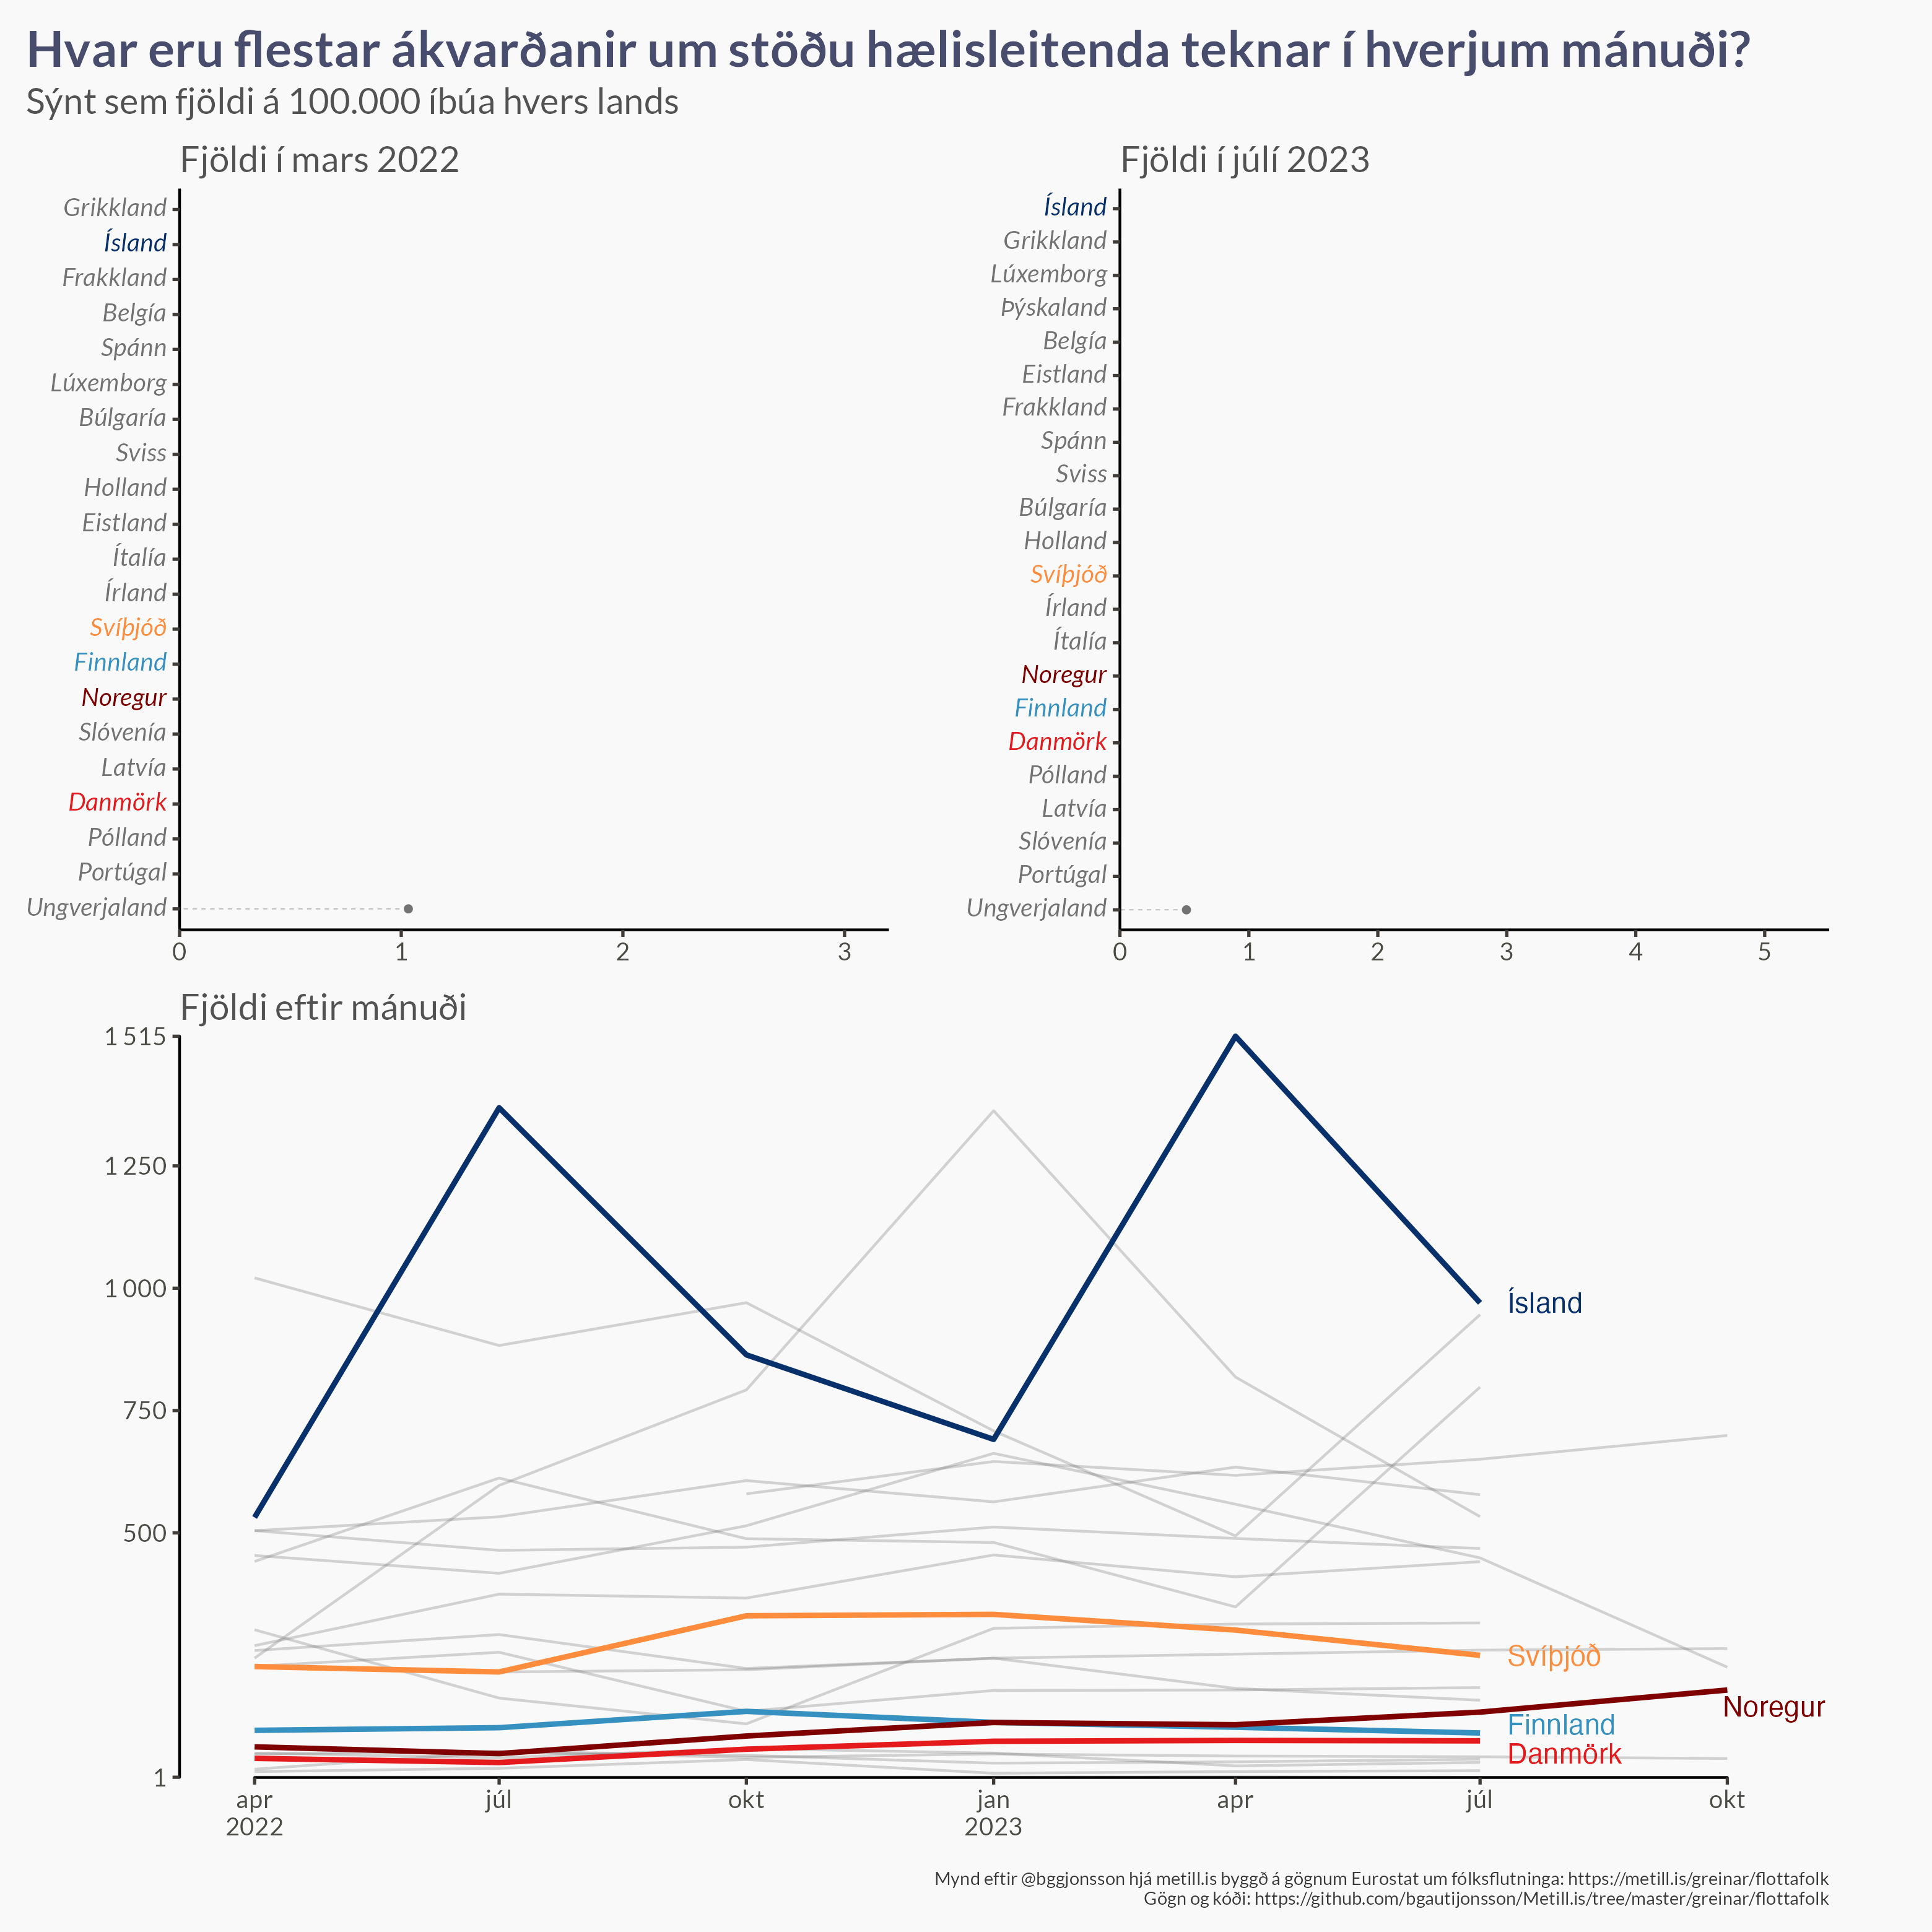 Hvar eru flestar ákvarðanir um stöðu hælisleitenda teknar í hverjum mánuði?
Sýnt sem fjöldi á 100.000 íbúa hvers lands
Fjöldi í mars 2022
Grikkland
Ísland
Frakkland
Belgía
Spánn
Lúxemborg
Búlgaría
Sviss
Holland
Eistland
Ítalía
Írland
Svíþjóð
Finnland
Noregur
Slóvenía
Latvía
Danmörk
Pólland
Portúgal
Ungverjaland
0 1 2 3
Fjöldi í júlí 2023
Ísland
Grikkland
Lúxemborg
Þýskaland
Belgía
Eistland
Frakkland
Spánn
Sviss
Búlgaría
Holland
Svíþjóð
Írland
Ítalía
Noregur
Finnland
Danmörk
Pólland
Latvía
Slóvenía
Portúgal
Ungverjaland
0 1 2 3 4 5
Fjöldi eftir mánuði
1 515
1 250
1 000
750
500
1
Ísland
Svíþjóð
Noregur
Finnland
Danmörk
apr júl okt jan apr júl okt
2022 2023
Mynd eftir @bggjonsson hjá metill.is byggð á gögnum Eurostat um fólksflutninga: https://metill.is/greinar/flottafolk
Gögn og kóði: https://github.com/bgautijonsson/Metill.is/tree/master/greinar/flottafolk